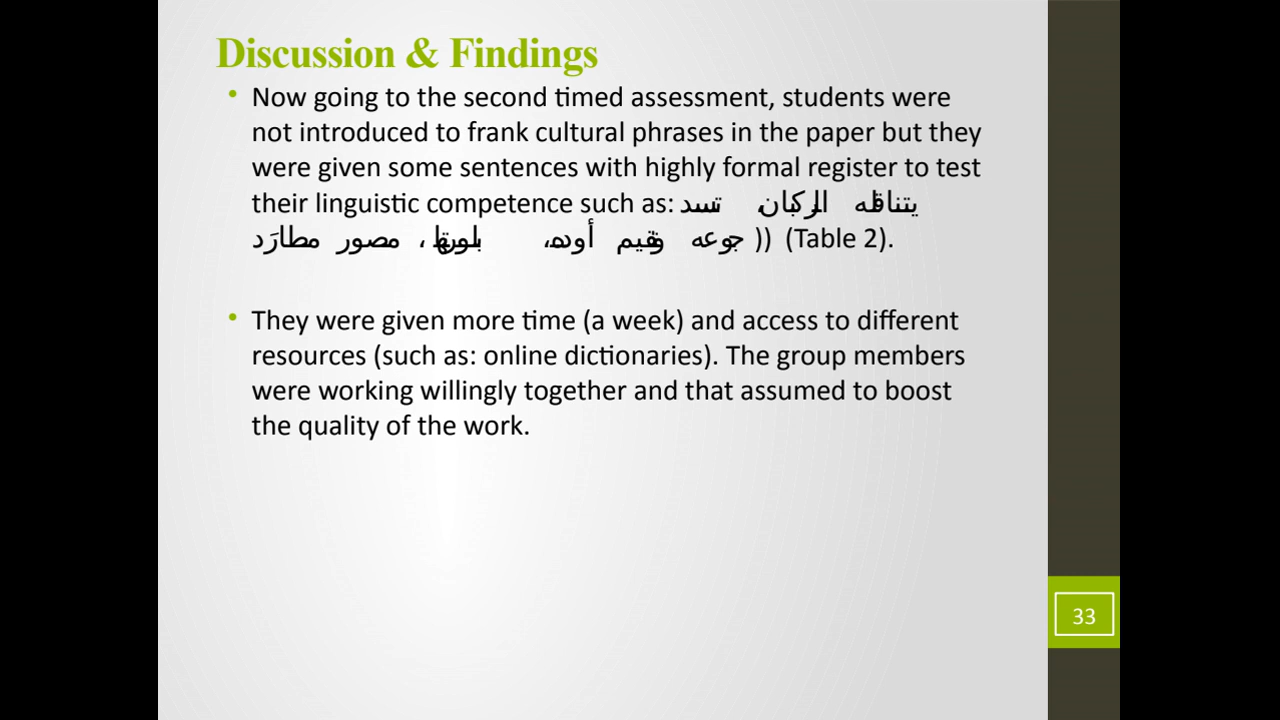 Discussion & Findings
• Now going to the second timed assessment, students were
not introduced to frank cultural phrases in the paper but they
were given some sentences with highly formal register to test
their linguistic competence such as: يتناقله الركبان، تسد
جوعه وتقيم أوده، بلورتها، مصور مطارَد )) (Table 2).
• They were given more time (a week) and access to different
resources (such as: online dictionaries). The group members
were working willingly together and that assumed to boost
the quality of the work.
33